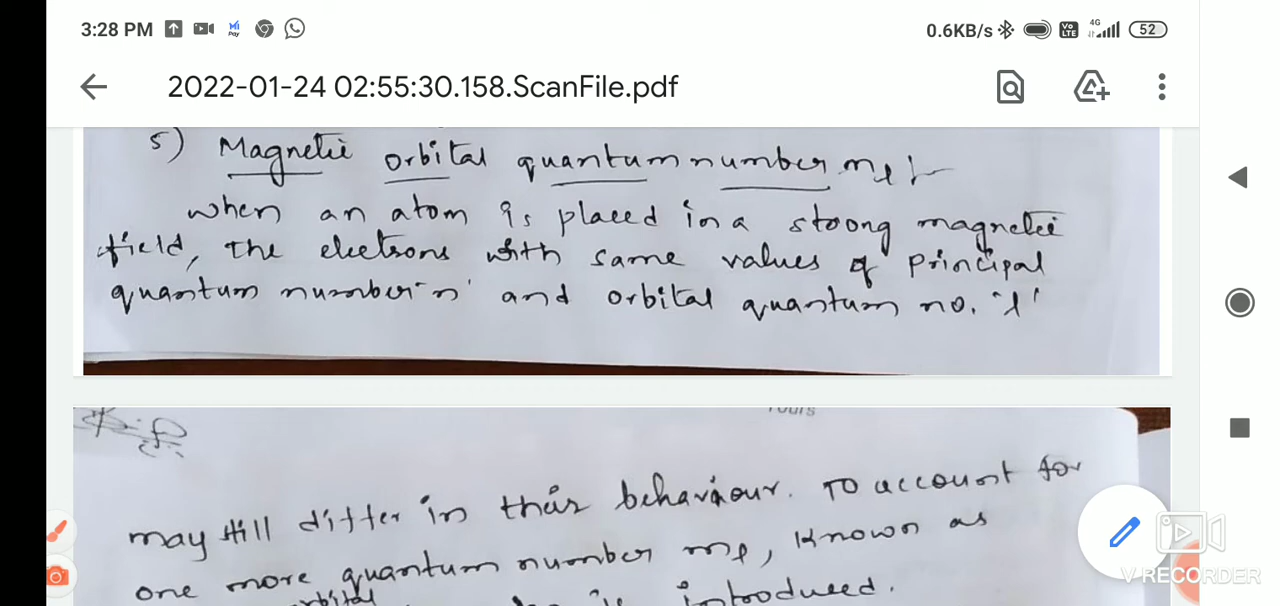 3:28 PM 0.6KB/s 4G 52
2022-01-24 02:55:30.158.ScanFile.pdf
5) Magnetic orbital quantum number ml :-
when an atom is placed in a strong magnetic
field, the electrons with same values of principal
quantum number 'n' and orbital quantum no. 'l'
may still differ in their behaviour. To account for
one more quantum number ml, known as
orbital is introduced.
V RECORDER